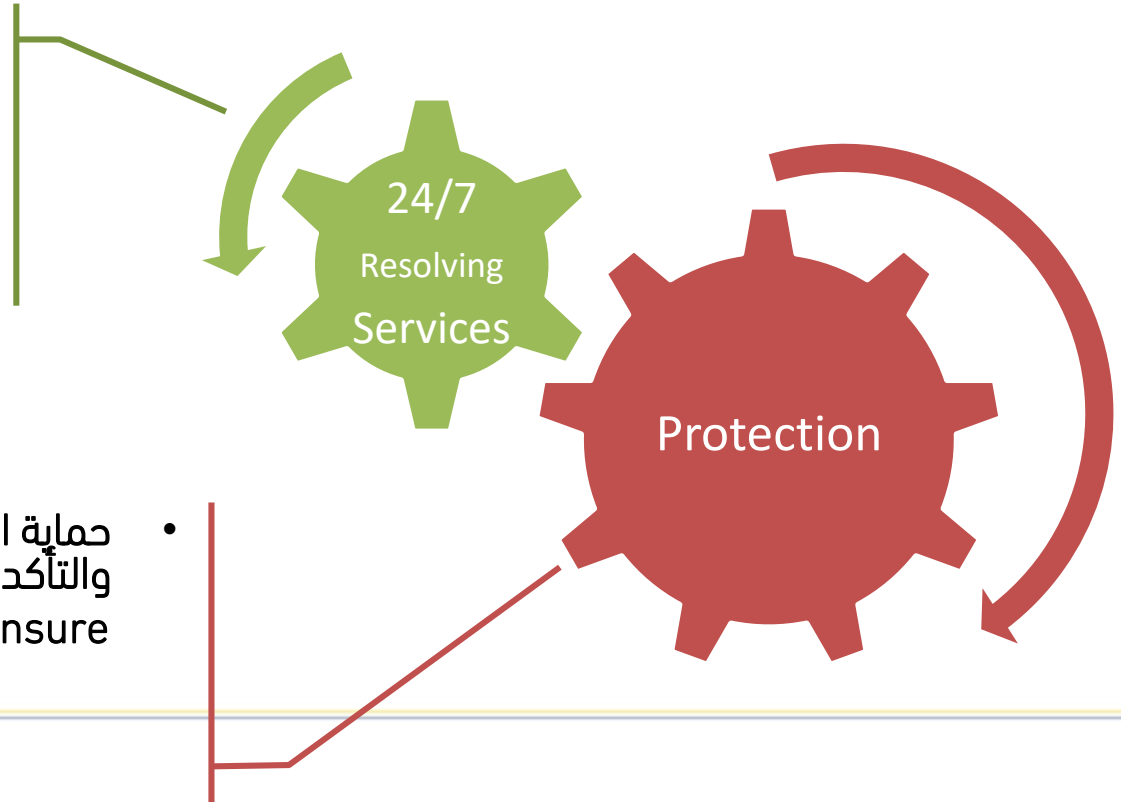 24/7
Resolving
Services
Protection
• حماية ا
والتأكد
nsure